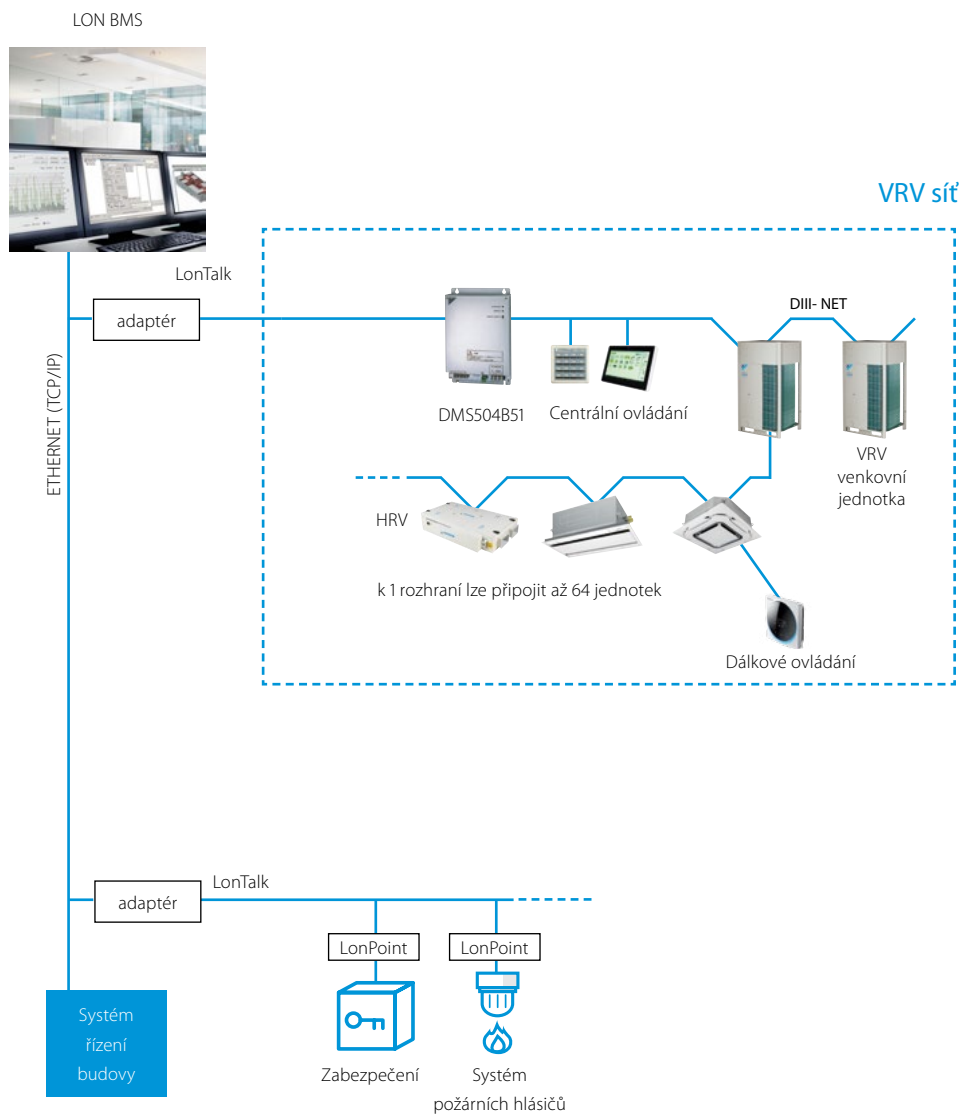 LON BMS
VRV síť
LonTalk
adaptér
DIII- NET
ETHERNET (TCP/IP)
DMS504B51
Centrální ovládání
VRV
venkovní
jednotka
HRV
k 1 rozhraní lze připojit až 64 jednotek
Dálkové ovládání
LonTalk
adaptér
LonPoint
LonPoint
Systém
řízení
budovy
Zabezpečení
Systém
požárních hlásičů